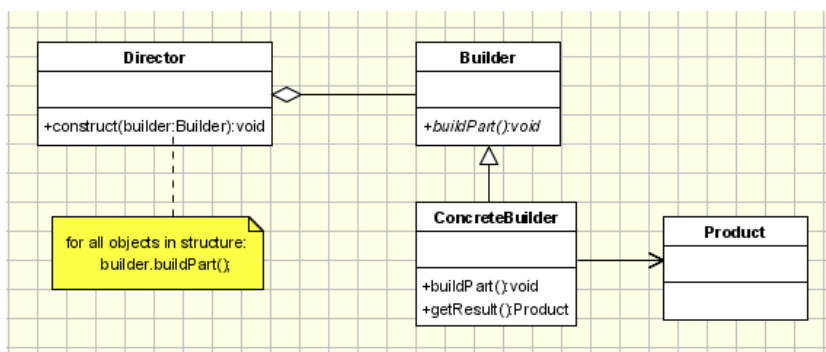 Director
+construct(builder:Builder):void
for all objects in structure:
builder.buildPart();
Builder
+buildPart():void
ConcreteBuilder
+buildPart():void
+getResult():Product
Product